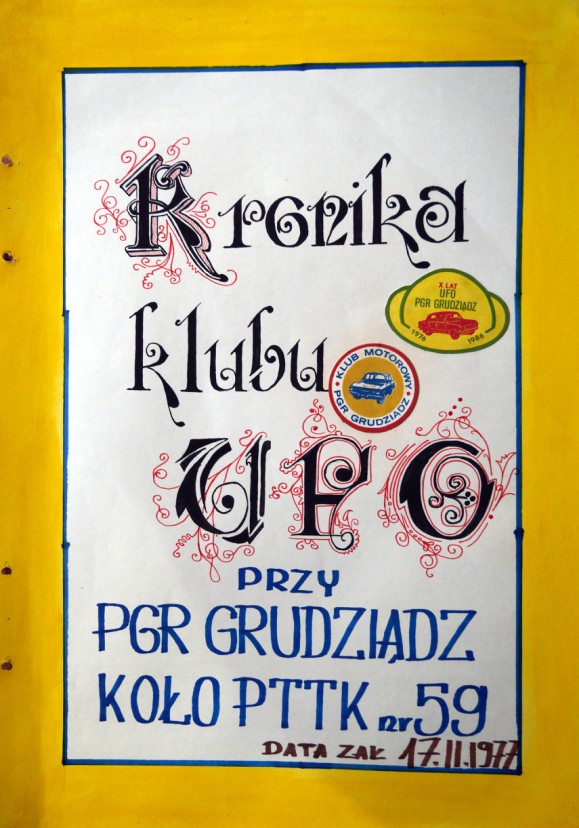 Kronika
X LAT
UFO
PGR GRUDZIĄDZ
1976 1986
klubu
KLUB MOTOROWY
PGR GRUDZIĄDZ
UFO
PRZY
PGR GRUDZIĄDZ
KOŁO PTTK nr 59
DATA ZAŁ 17.II.1977